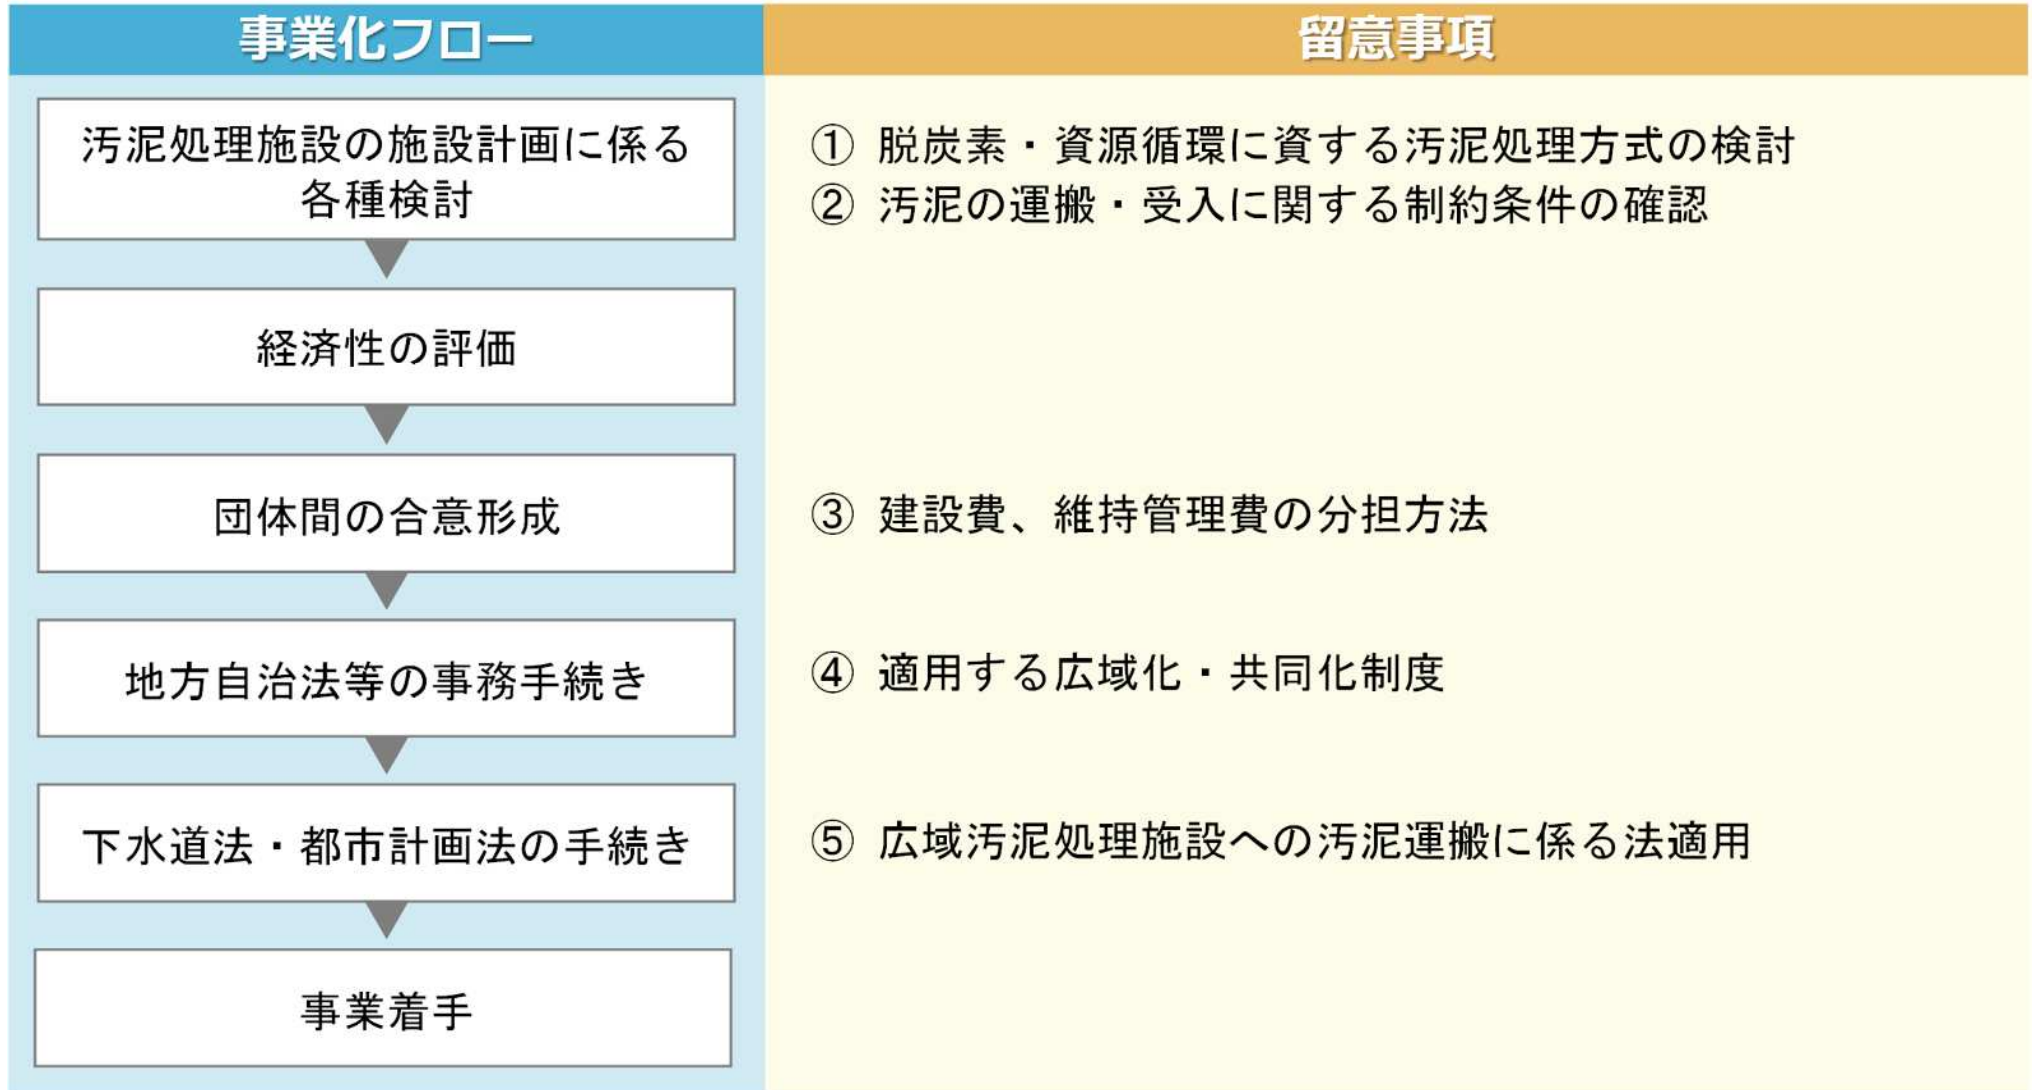 事業化フロー
留意事項
汚泥処理施設の施設計画に係る
各種検討
① 脱炭素・資源循環に資する汚泥処理方式の検討
② 汚泥の運搬・受入に関する制約条件の確認
経済性の評価
団体間の合意形成
③ 建設費、維持管理費の分担方法
地方自治法等の事務手続き
④ 適用する広域化・共同化制度
下水道法・都市計画法の手続き
⑤ 広域汚泥処理施設への汚泥運搬に係る法適用
事業着手